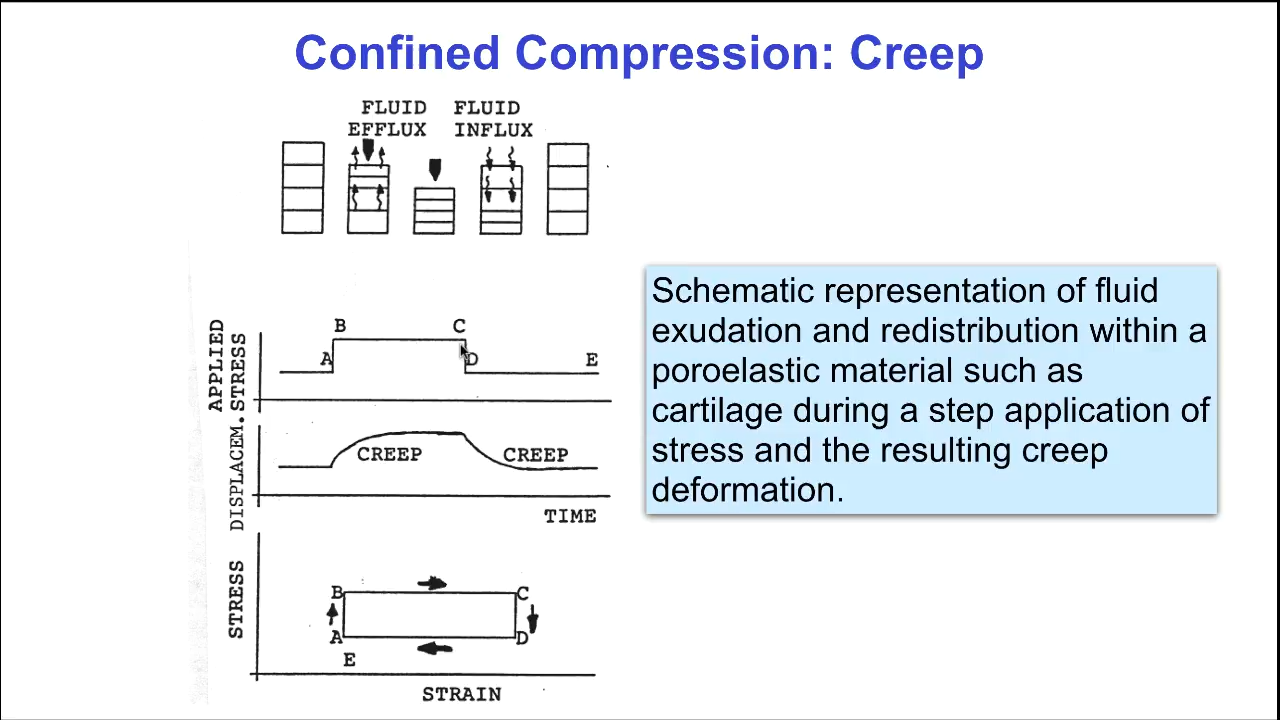 Confined Compression: Creep
FLUID FLUID
EFFLUX INFLUX
APPLIED
STRESS
B C
A D E
DISPLACEM.
CREEP CREEP
TIME
STRESS
B C
A D
E
STRAIN
Schematic representation of fluid
exudation and redistribution within a
poroelastic material such as
cartilage during a step application of
stress and the resulting creep
deformation.